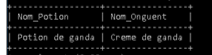 | Nom_Potion | Nom_Onguent |
| Potion de ganda | Creme de ganda |